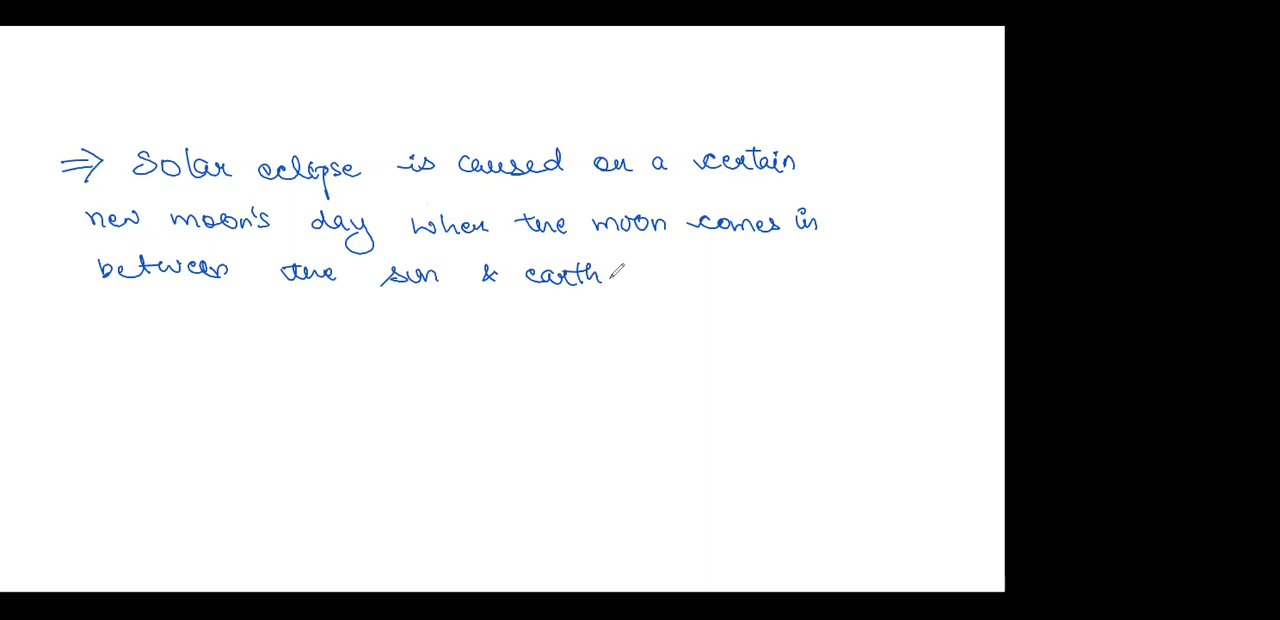 ⇒ Solar eclipse is caused on a certain
new moon's day when the moon comes in
between the sun & earth